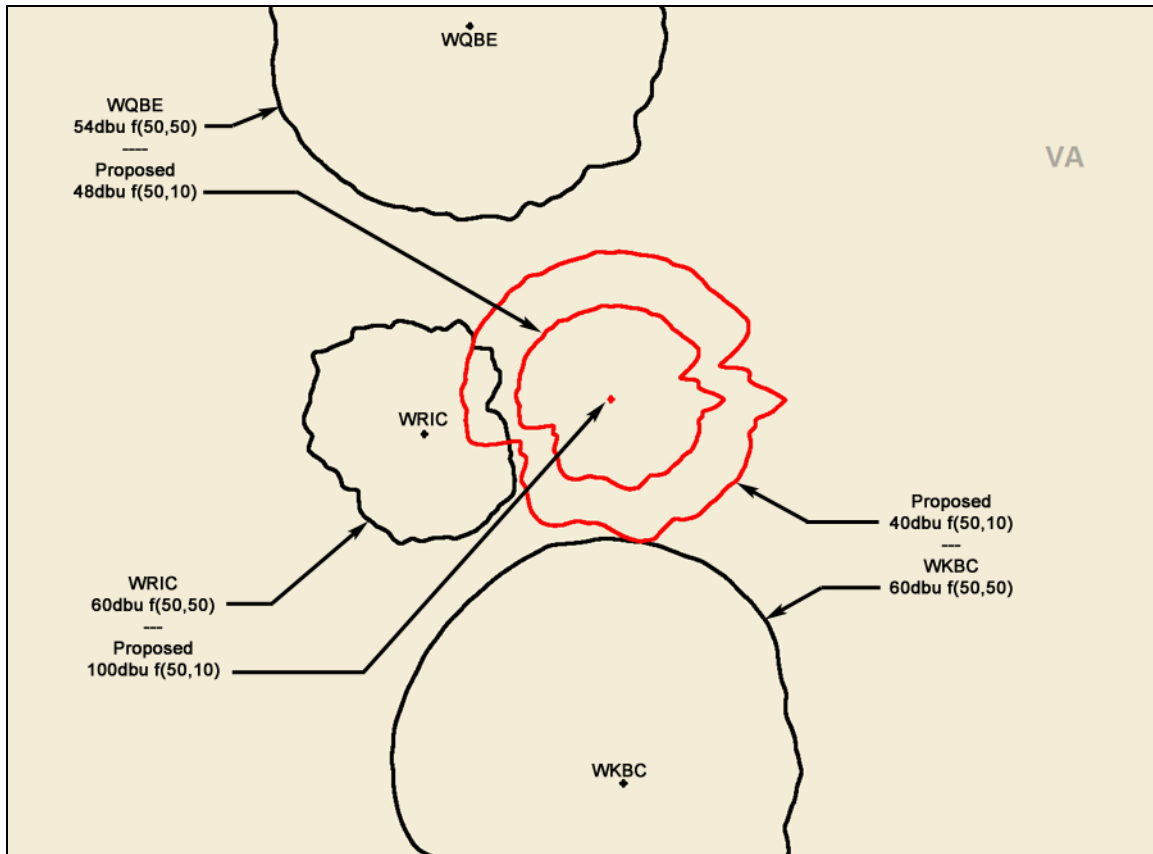 WQBE
WQBE
54dbu f(50,50)
----
Proposed
48dbu f(50,10)
VA
WRIC
Proposed
40dbu f(50,10)
---
WKBC
60dbu f(50,50)
WRIC
60dbu f(50,50)
---
Proposed
100dbu f(50,10)
WKBC